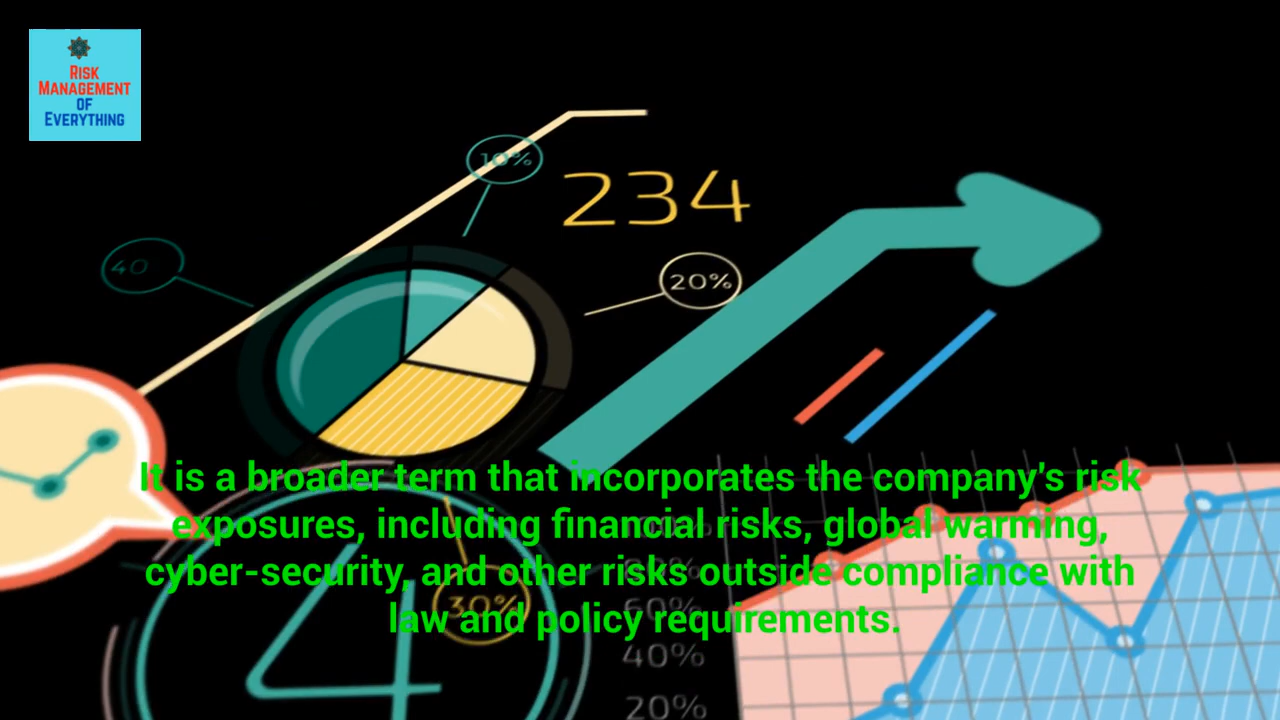 Risk
Management
of
Everything
10%
234
40
20%
It is a broader term that incorporates the company's risk
exposures, including financial risks, global warming,
cyber-security, and other risks outside compliance with
law and policy requirements.
30%
4
60%
40%
20%